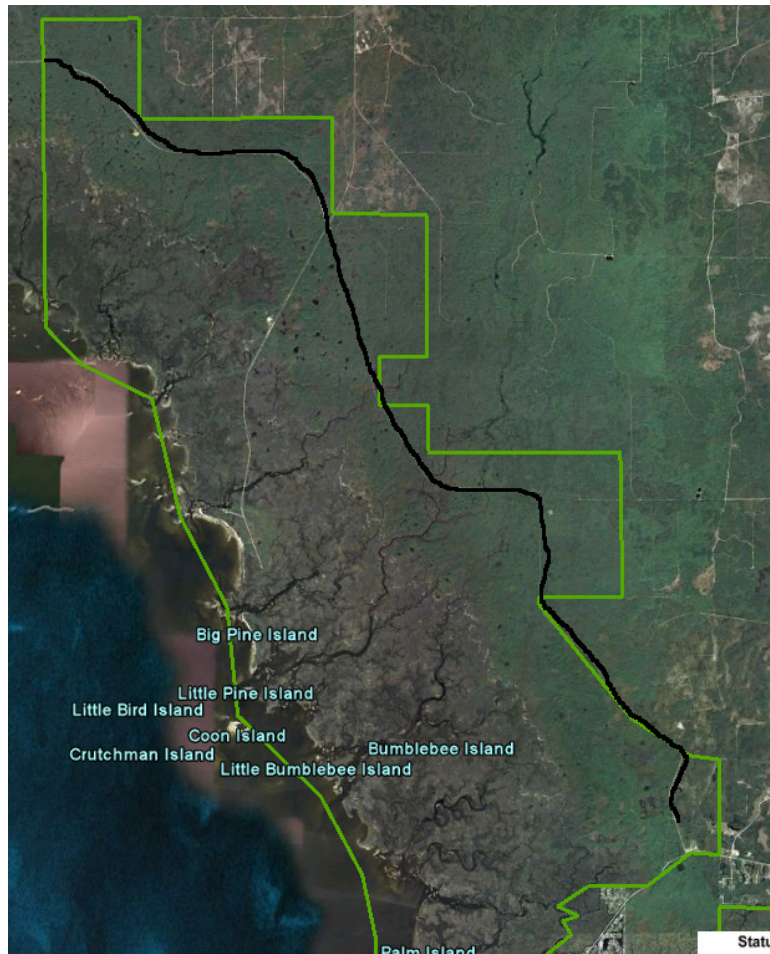 Big Pine Island
Little Pine Island
Little Bird Island
Coon Island
Bumblebee Island
Crutchman Island
Little Bumblebee Island
Palm Island
Statu